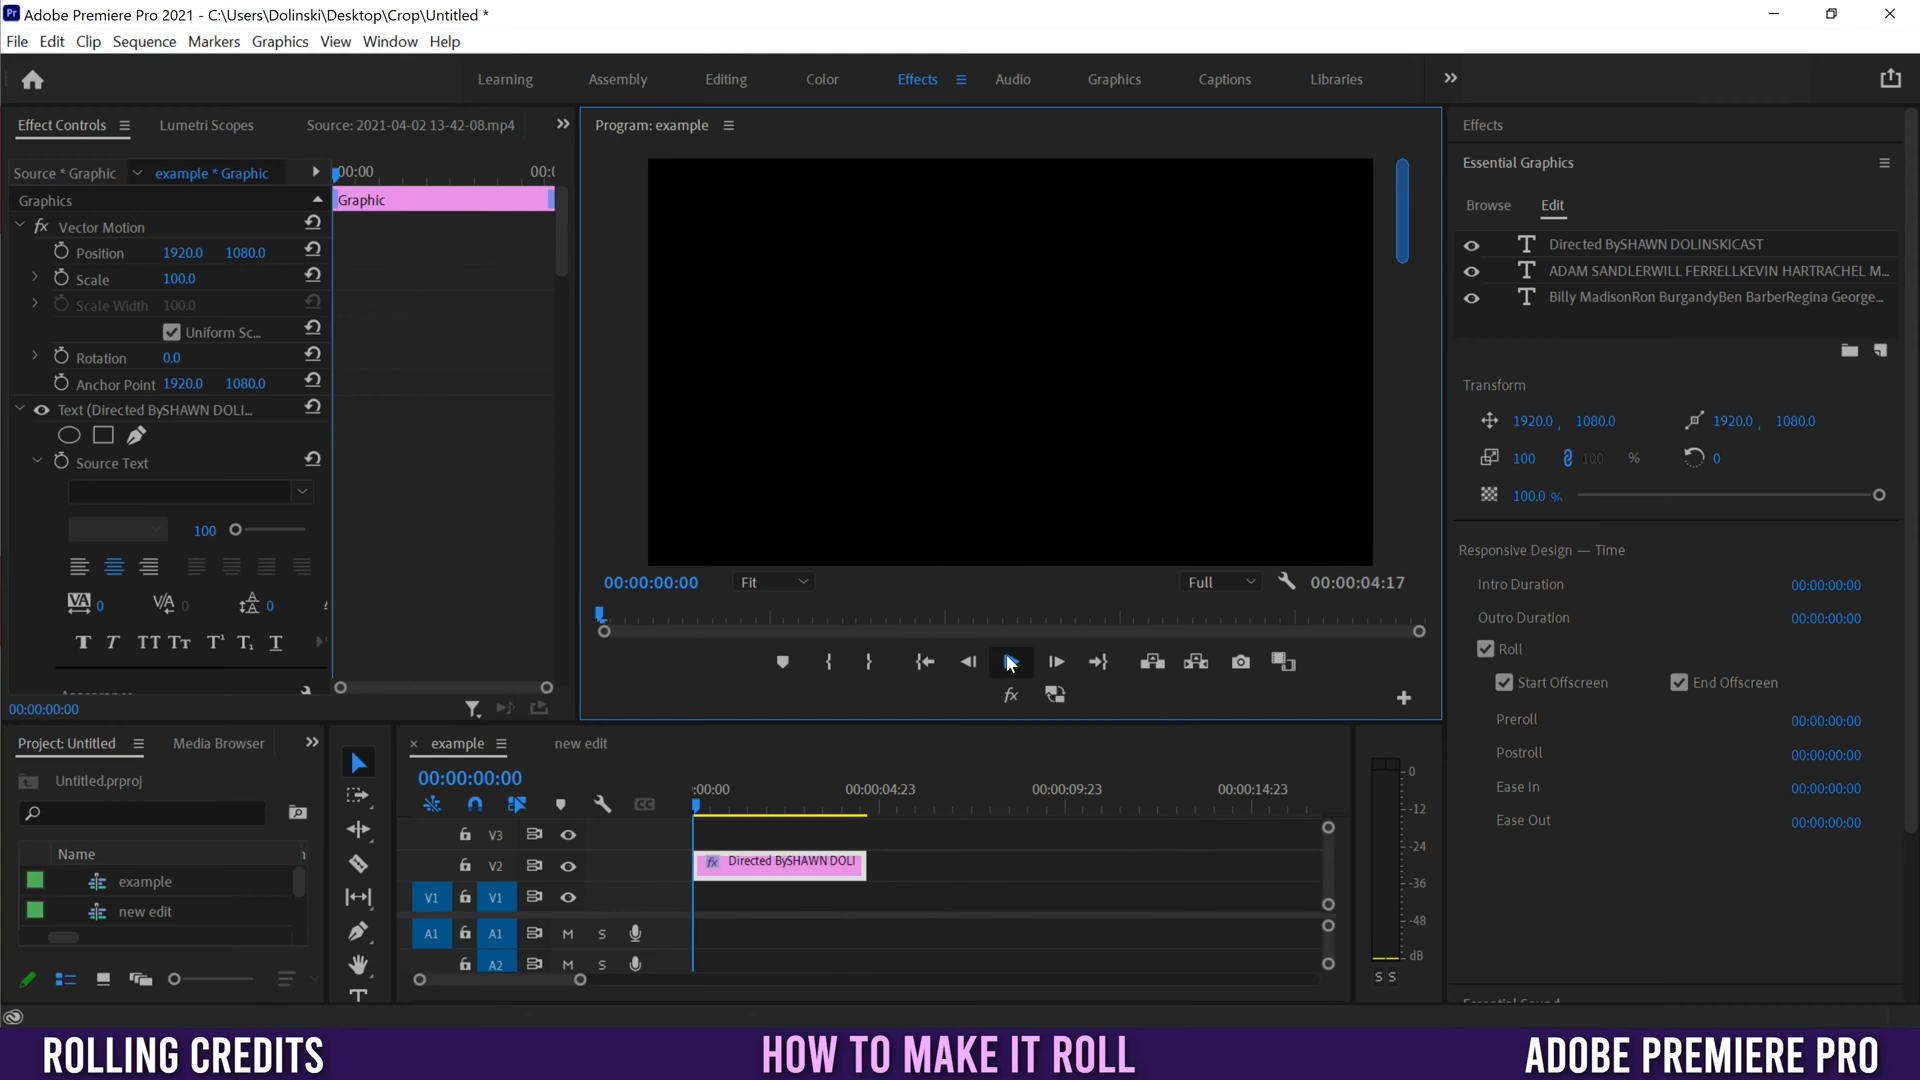 Adobe Premiere Pro 2021 - C:\Users\Dolinski\Desktop\Crop\Untitled *
File Edit Clip Sequence Markers Graphics View Window Help
Learning Assembly Editing Color Effects Audio Graphics Captions Libraries
Effect Controls Lumetri Scopes Source: 2021-04-02 13-42-08.mp4
Source * Graphic example * Graphic
:00:00 00:(
Graphics
Graphic
Vector Motion
Position 1920.0 1080.0
Scale 100.0
Scale Width 100.0
Uniform Sc...
Rotation 0.0
Anchor Point 1920.0 1080.0
Text (Directed BySHAWN DOLI...
Source Text
100
0 0 0
00:00:00:00
Program: example
00:00:00:00 Fit Full 00:00:04:17
Effects
Essential Graphics
Browse Edit
Directed BySHAWN DOLINSKICAST
ADAM SANDLERWILL FERRELLKEVIN HARTRACHEL M...
Billy MadisonRon BurgandyBen BarberRegina George...
Transform
1920.0 , 1080.0 1920.0 , 1080.0
100 100 % 0
100.0 %
Responsive Design — Time
Intro Duration 00:00:00:00
Outro Duration 00:00:00:00
Roll
Start Offscreen End Offscreen
Preroll 00:00:00:00
Postroll 00:00:00:00
Ease In 00:00:00:00
Ease Out 00:00:00:00
Project: Untitled Media Browser
Untitled.prproj
Name
example
new edit
example new edit
00:00:00:00
:00:00 00:00:04:23 00:00:09:23 00:00:14:23
V3
V2 Directed BySHAWN DOLI
V1 V1
A1 A1 M S
A2 M S
0
-12
-24
-36
-48
dB
S S
ROLLING CREDITS HOW TO MAKE IT ROLL ADOBE PREMIERE PRO